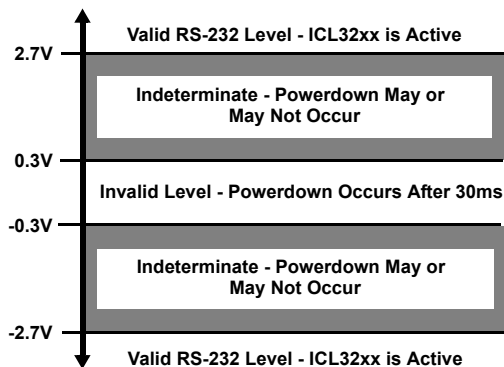 Valid RS-232 Level - ICL32xx is Active
2.7V
Indeterminate - Powerdown May or
May Not Occur
0.3V
Invalid Level - Powerdown Occurs After 30ms
-0.3V
Indeterminate - Powerdown May or
May Not Occur
-2.7V
Valid RS-232 Level - ICL32xx is Active